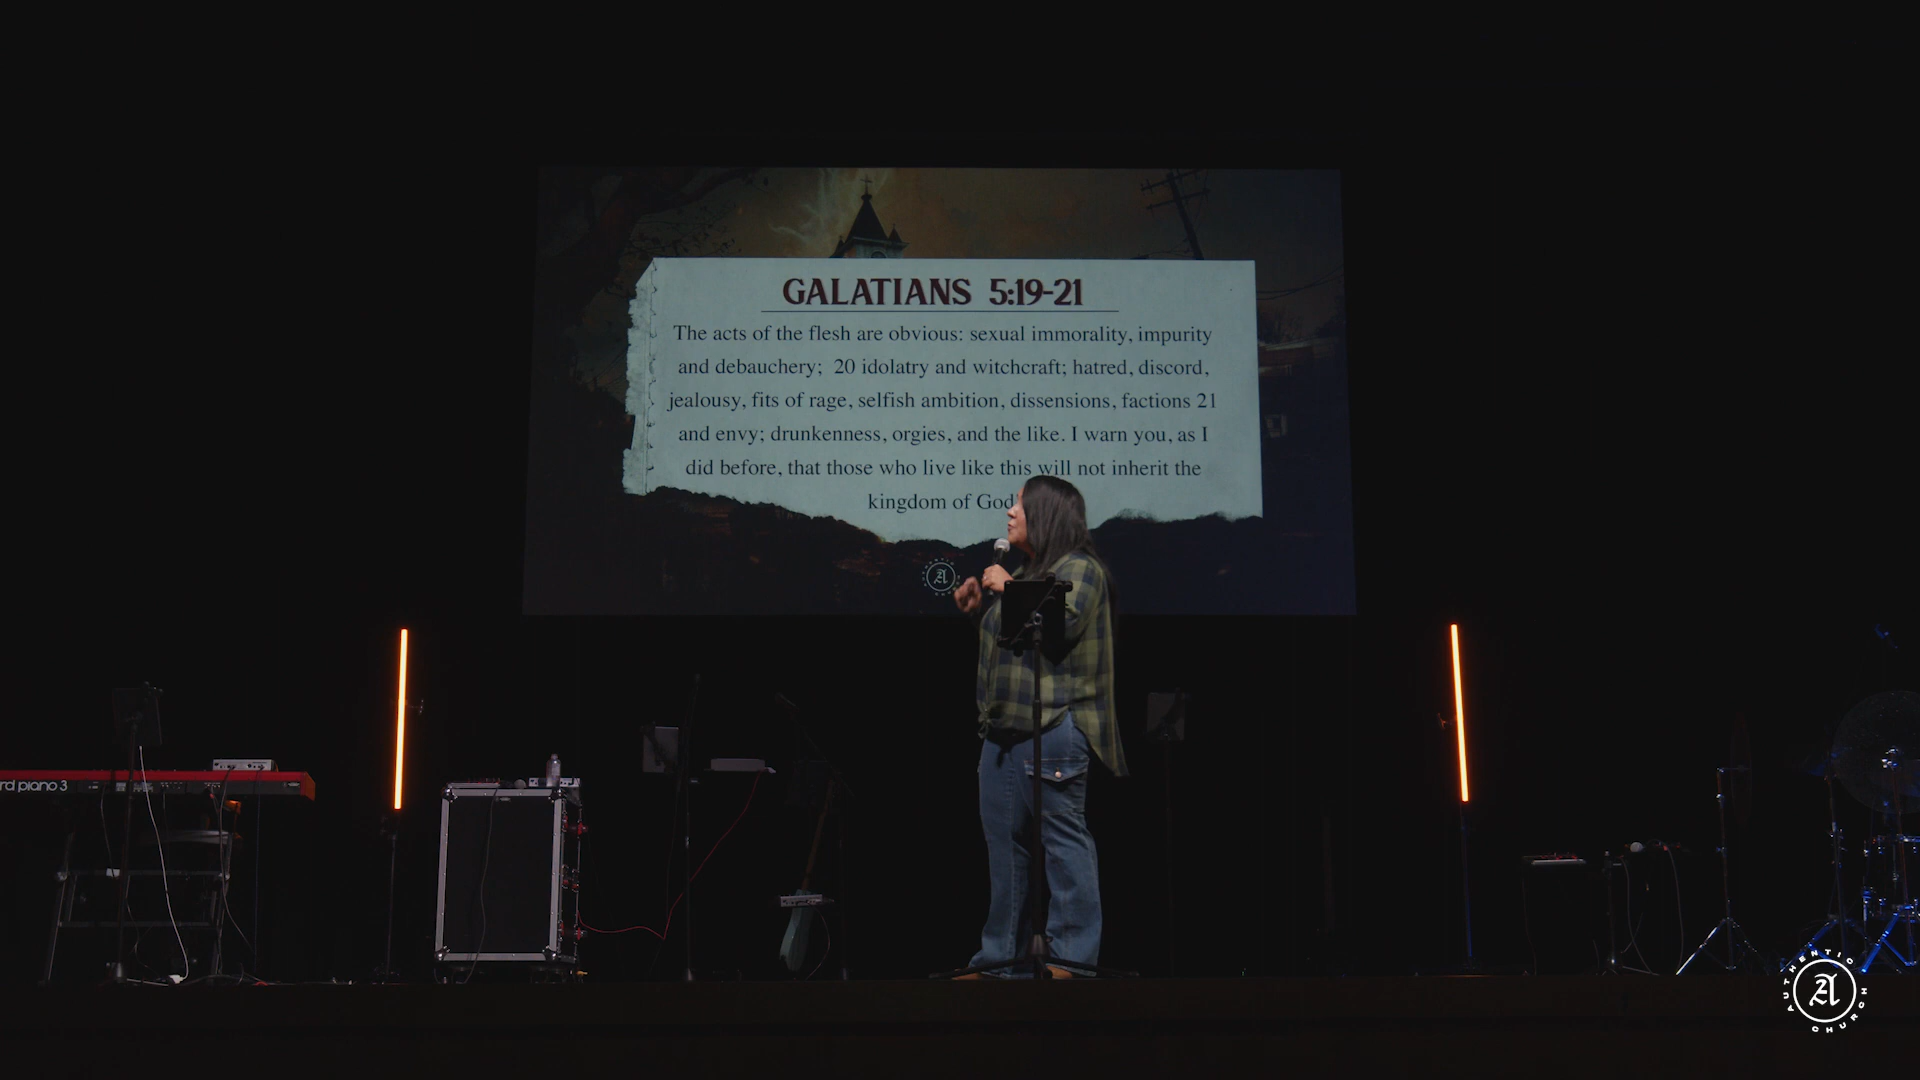 GALATIANS 5:19-21
The acts of the flesh are obvious: sexual immorality, impurity
and debauchery; 20 idolatry and witchcraft; hatred, discord,
jealousy, fits of rage, selfish ambition, dissensions, factions 21
and envy; drunkenness, orgies, and the like. I warn you, as I
did before, that those who live like this will not inherit the
kingdom of God
A
rd piano 3
AUTHENTIC
A
CHURCH